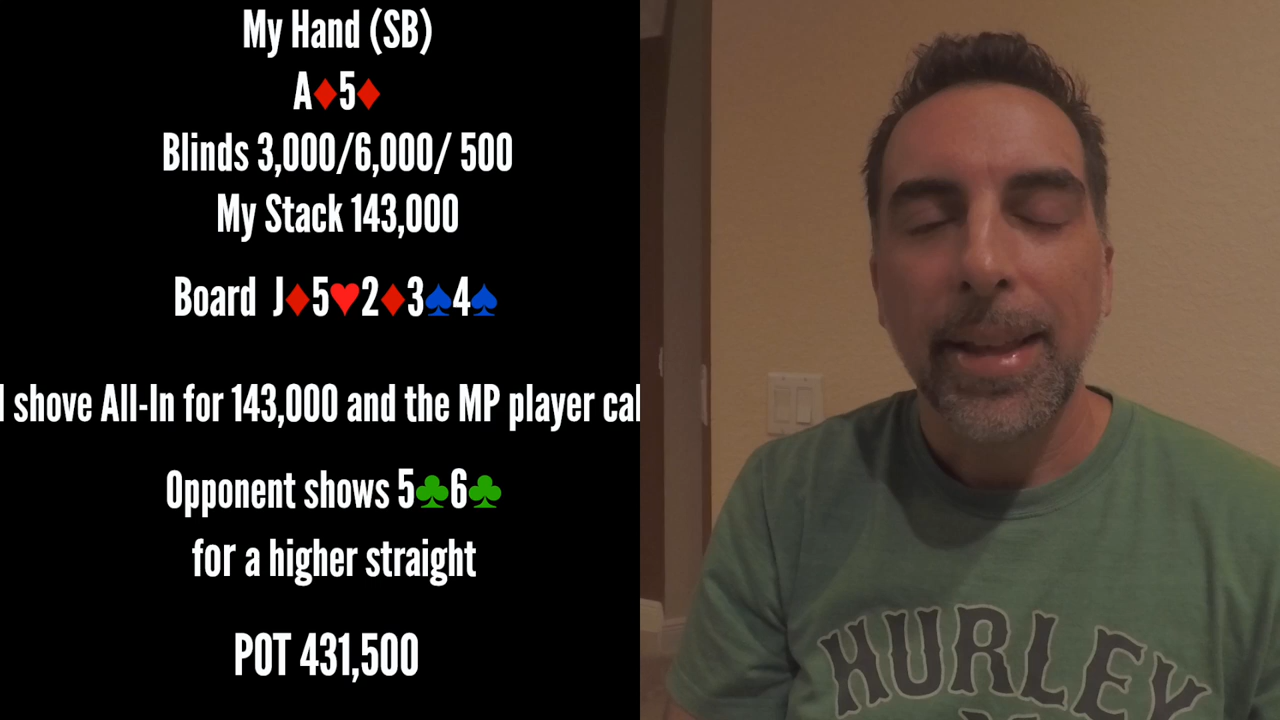 My Hand (SB)
A♦5♦
Blinds 3,000/6,000/ 500
My Stack 143,000
Board J♦5♥2♦3♠4♠
I shove All-In for 143,000 and the MP player cal
Opponent shows 5♣6♣
for a higher straight
POT 431,500
HURLEY